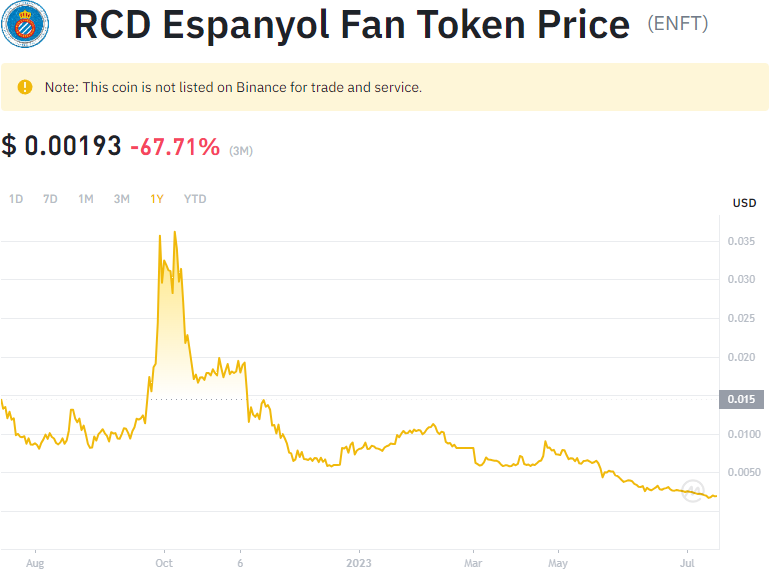 RCD Espanyol Fan Token Price (ENFT)
Note: This coin is not listed on Binance for trade and service.
$ 0.00193 -67.71% (3M)
1D 7D 1M 3M 1Y YTD
USD
0.035
0.030
0.025
0.020
0.015
0.0100
0.0050
Aug Oct 6 2023 Mar May Jul